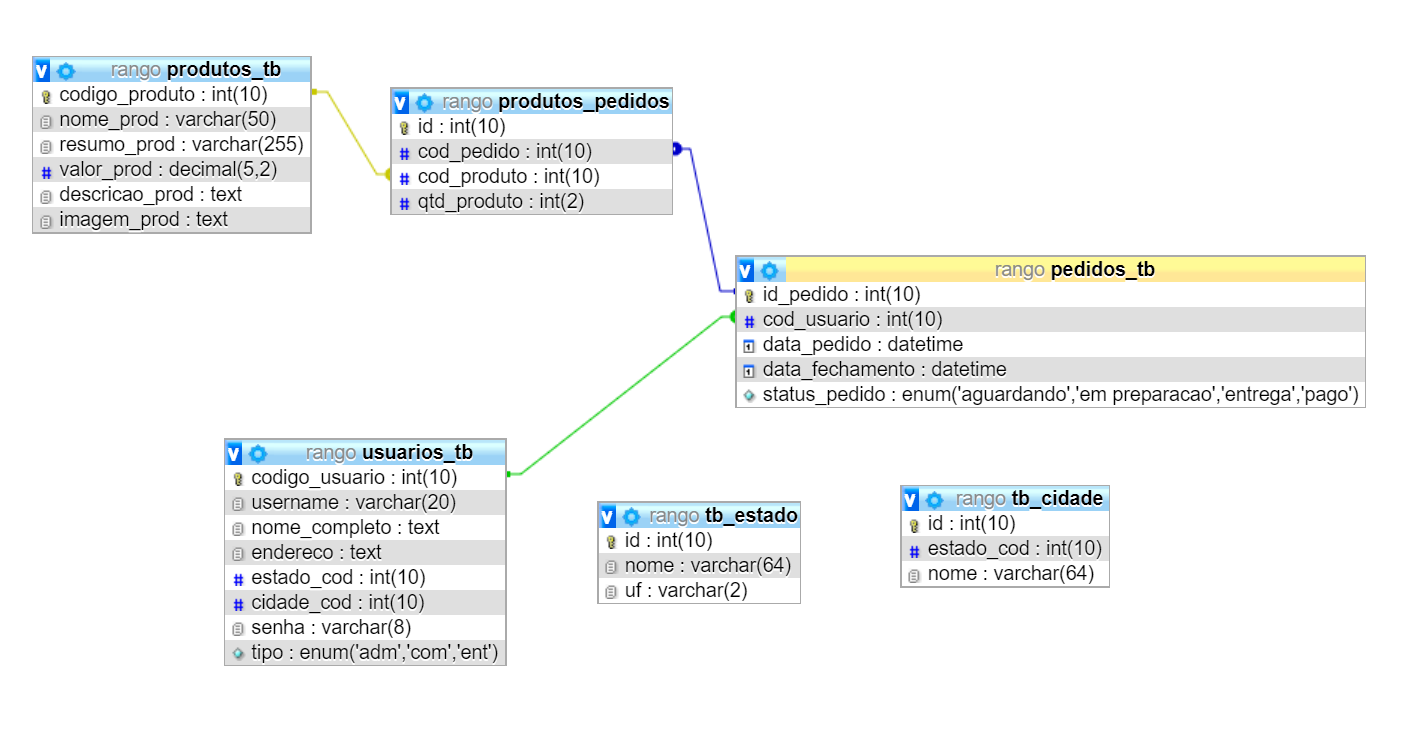 rango produtos_tb
codigo_produto : int(10)
nome_prod : varchar(50)
resumo_prod : varchar(255)
valor_prod : decimal(5,2)
descricao_prod : text
imagem_prod : text
rango produtos_pedidos
id : int(10)
cod_pedido : int(10)
cod_produto : int(10)
qtd_produto : int(2)
rango pedidos_tb
id_pedido : int(10)
cod_usuario : int(10)
data_pedido : datetime
data_fechamento : datetime
status_pedido : enum('aguardando','em preparacao','entrega','pago')
rango usuarios_tb
codigo_usuario : int(10)
username : varchar(20)
nome_completo : text
endereco : text
estado_cod : int(10)
cidade_cod : int(10)
senha : varchar(8)
tipo : enum('adm','com','ent')
rango tb_estado
id : int(10)
nome : varchar(64)
uf : varchar(2)
rango tb_cidade
id : int(10)
estado_cod : int(10)
nome : varchar(64)